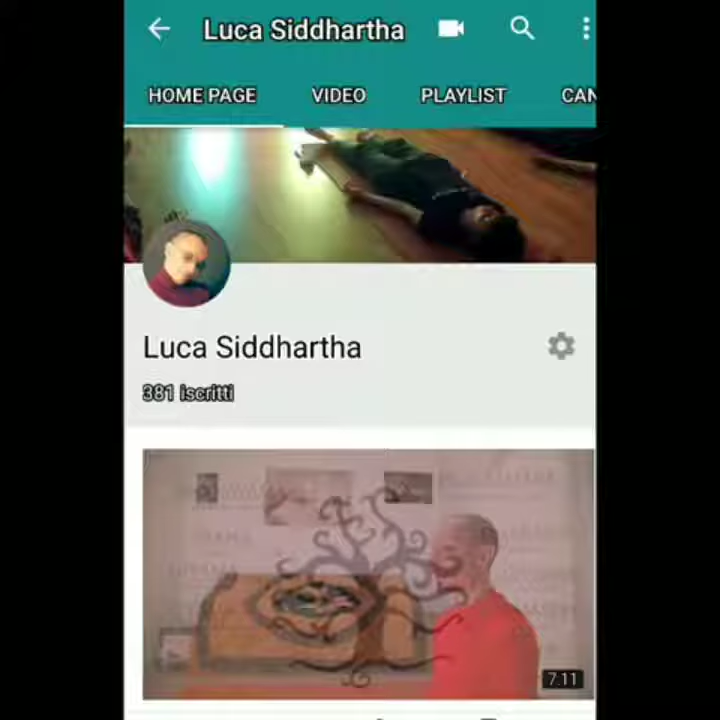 Luca Siddhartha
HOME PAGE VIDEO PLAYLIST CAN
Luca Siddhartha
381 iscritti
7.11